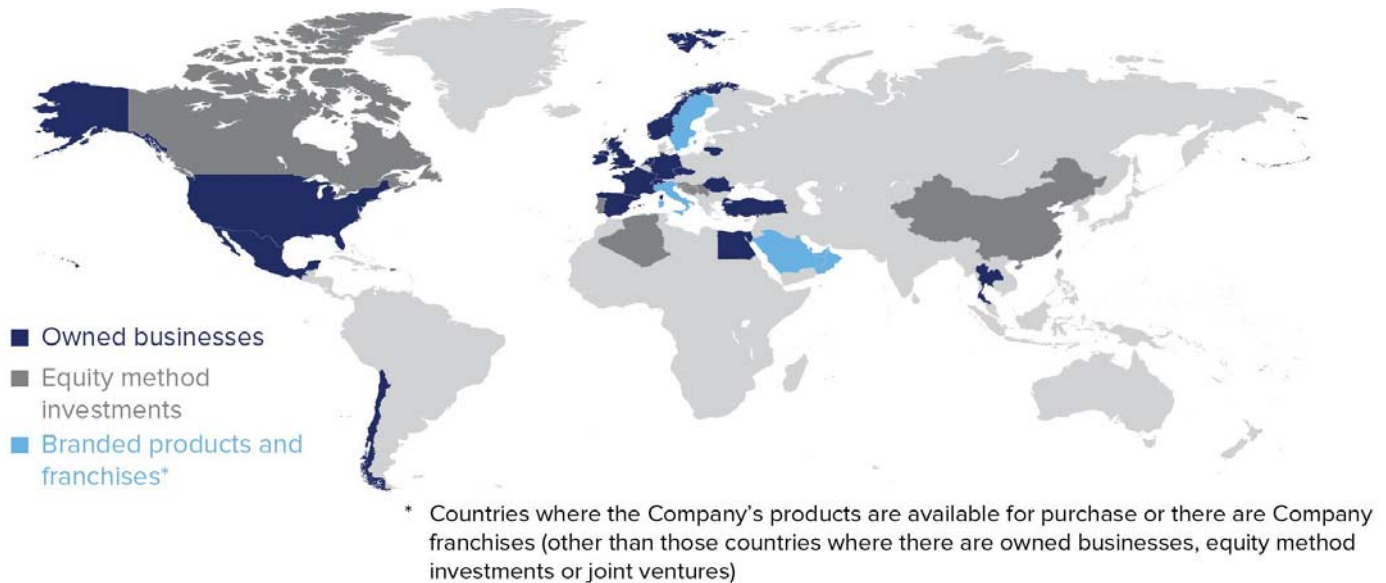 Owned businesses
Equity method
investments
Branded products and
franchises*
* Countries where the Company’s products are available for purchase or there are Company
franchises (other than those countries where there are owned businesses, equity method
investments or joint ventures)